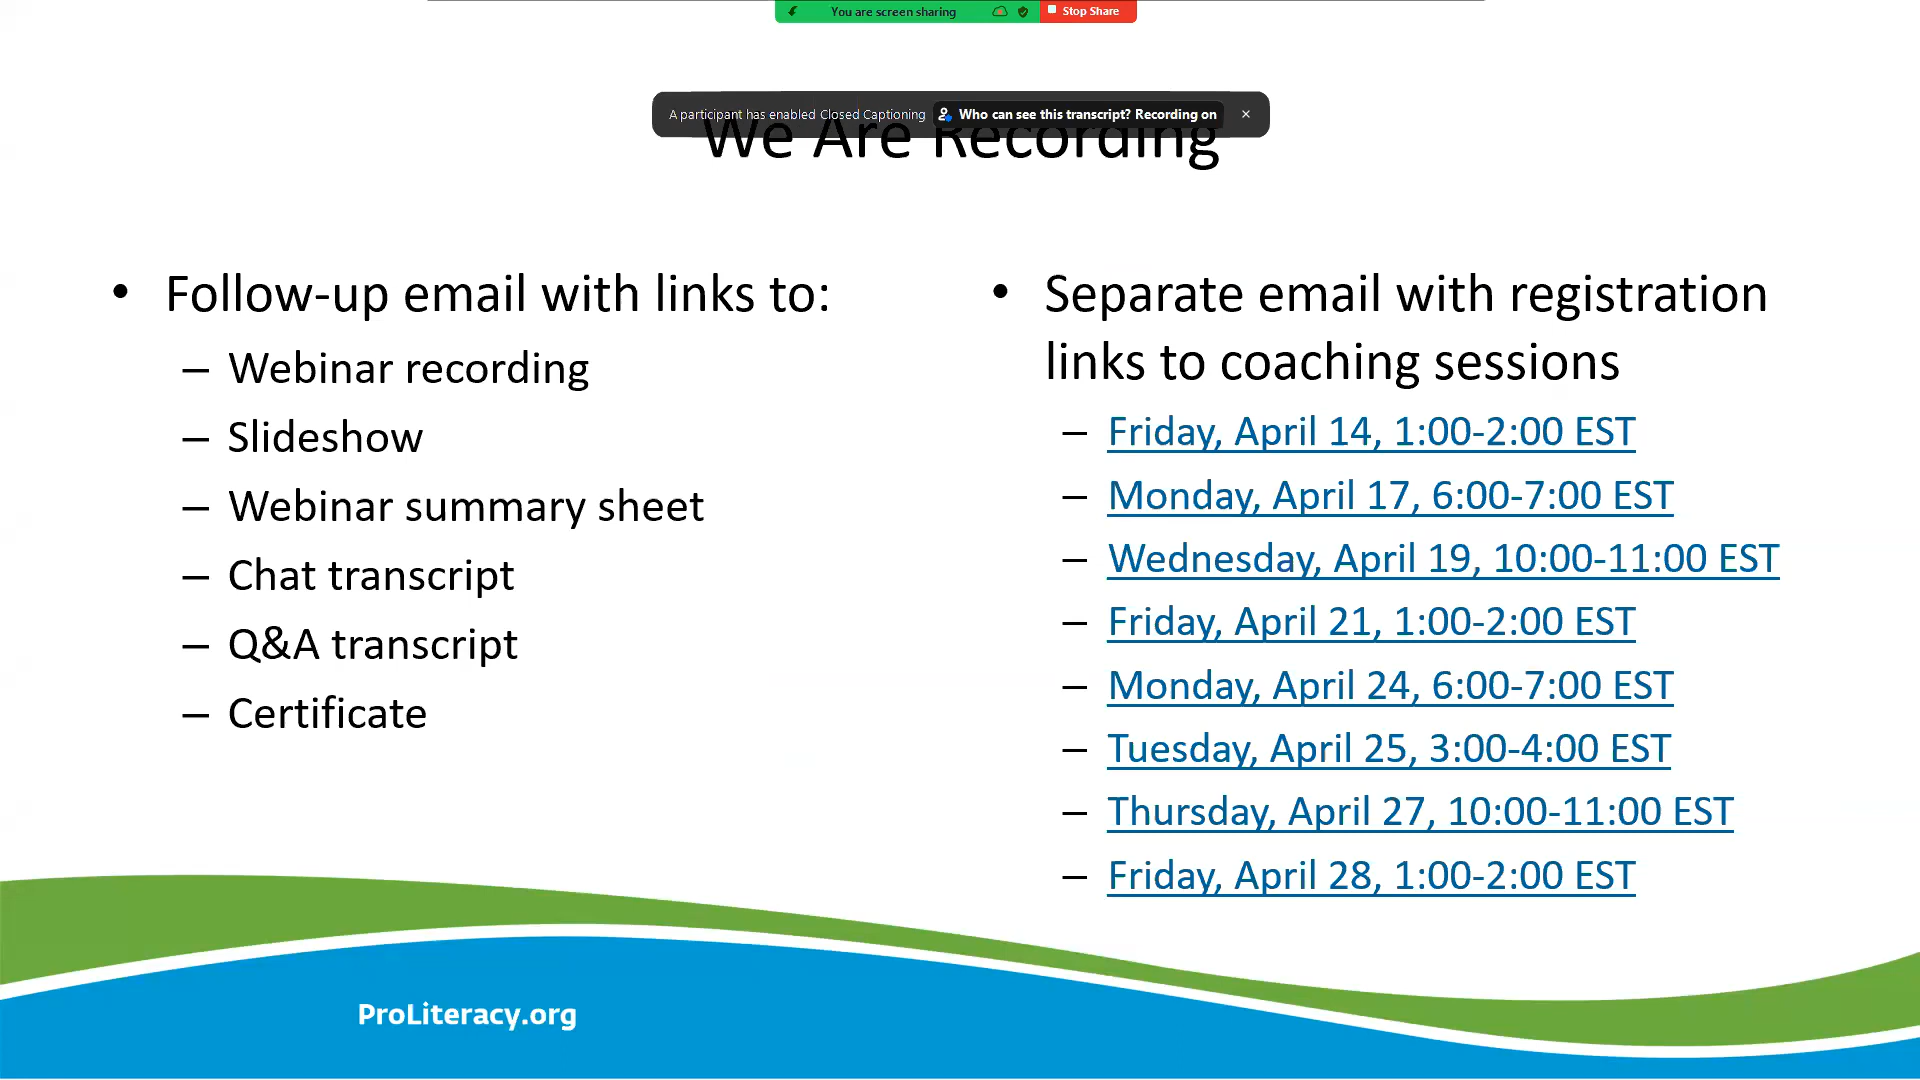 You are screen sharing
Stop Share
A participant has enabled Closed Captioning Who can see this transcript? Recording on
We Are Recording
• Follow-up email with links to:
– Webinar recording
– Slideshow
– Webinar summary sheet
– Chat transcript
– Q&A transcript
– Certificate
• Separate email with registration
links to coaching sessions
– Friday, April 14, 1:00-2:00 EST
– Monday, April 17, 6:00-7:00 EST
– Wednesday, April 19, 10:00-11:00 EST
– Friday, April 21, 1:00-2:00 EST
– Monday, April 24, 6:00-7:00 EST
– Tuesday, April 25, 3:00-4:00 EST
– Thursday, April 27, 10:00-11:00 EST
– Friday, April 28, 1:00-2:00 EST
ProLiteracy.org